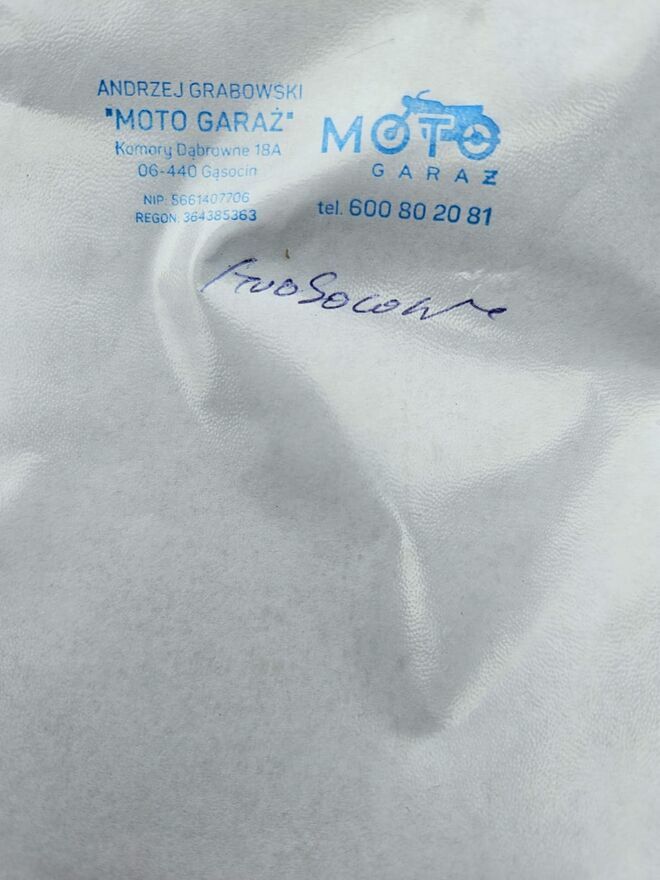 ANDRZEJ GRABOWSKI
"MOTO GARAŻ"
Komory Dąbrowne 18A
06-440 Gąsocin
NIP: 5661407706
REGON: 364385363
MOTO
GARAŻ
tel. 600 80 20 81